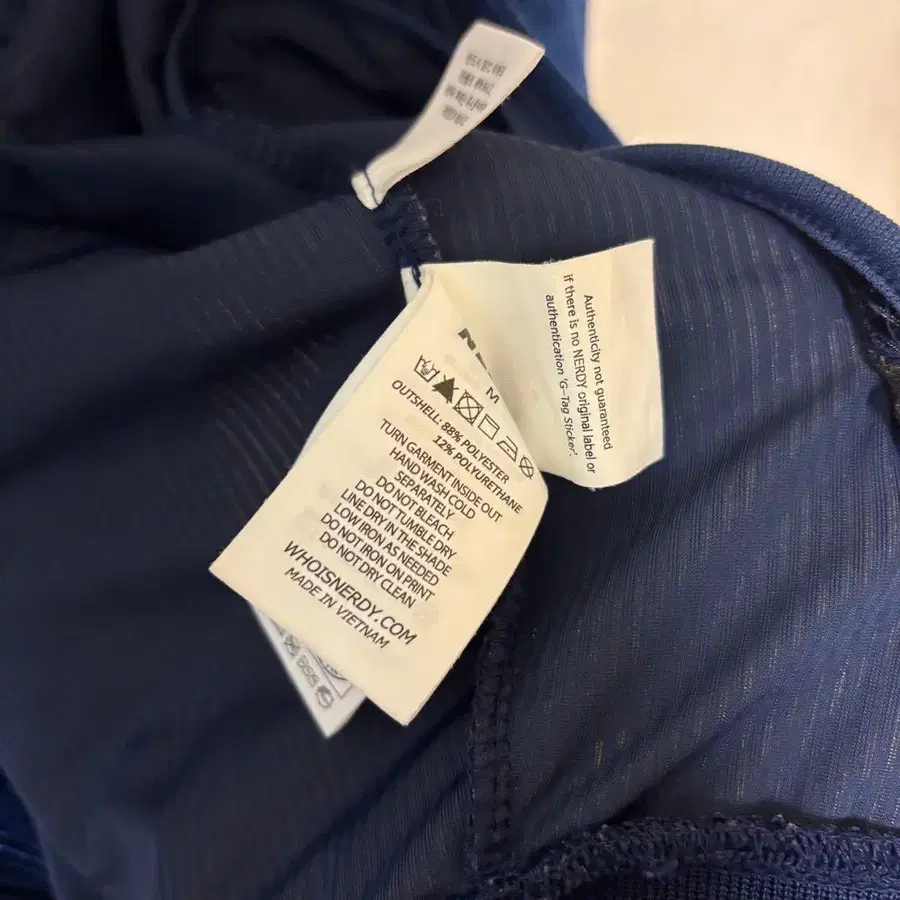 Authenticity not guaranteed
if there is no NERDY original label or
authentication 'G-Tag Sticker'.
M
OUTSHELL: 88% POLYESTER
12% POLYURETHANE
TURN GARMENT INSIDE OUT
HAND WASH COLD
SEPARATELY
DO NOT BLEACH
DO NOT TUMBLE DRY
LINE DRY IN THE SHADE
LOW IRON AS NEEDED
DO NOT IRON ON PRINT
DO NOT DRY CLEAN
WHOISNERDY.COM
MADE IN VIETNAM